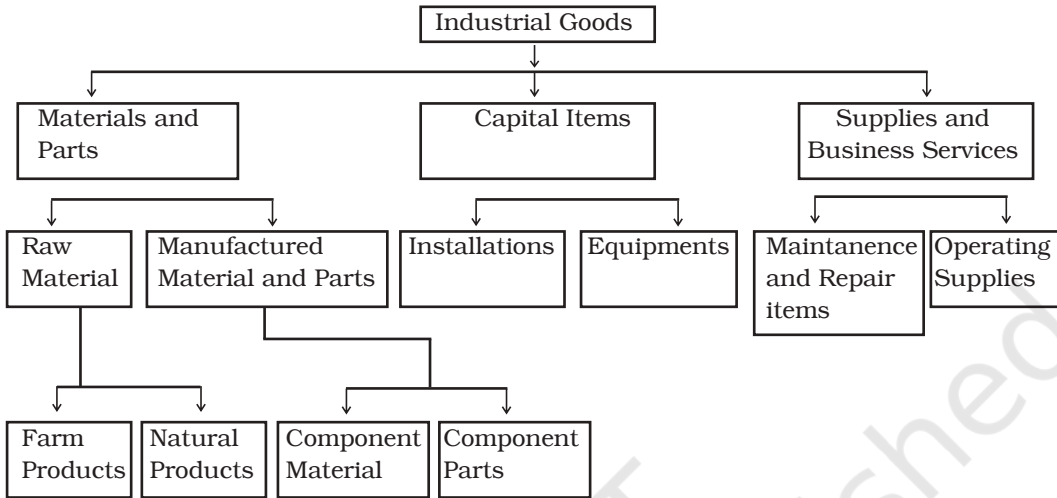 Industrial Goods
Materials and
Parts
Capital Items
Supplies and
Business Services
Raw
Material
Manufactured
Material and Parts
Installations
Equipments
Maintanence
and Repair
items
Operating
Supplies
Farm
Products
Natural
Products
Component
Material
Component
Parts
shed